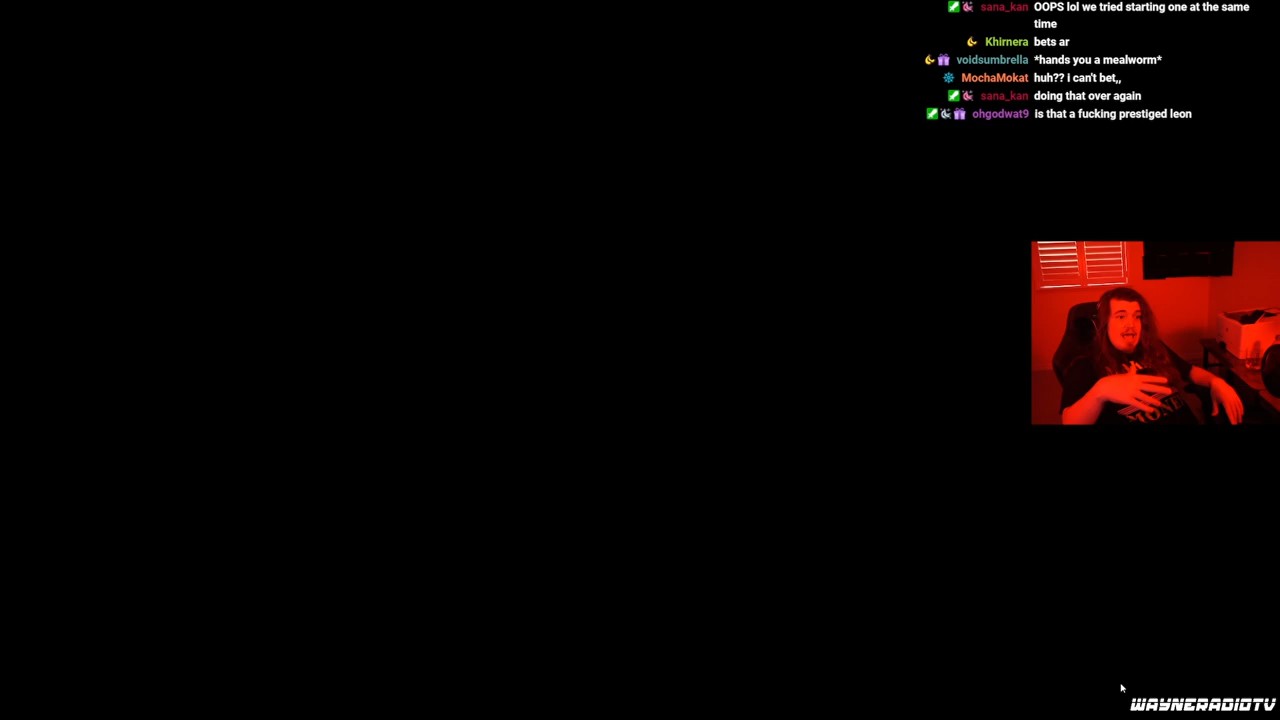 sana_kan OOPS lol we tried starting one at the same
time
Khirnera bets ar
voidsumbrella *hands you a mealworm*
MochaMokat huh?? i can't bet,,
sana_kan doing that over again
ohgodwat9 is that a fucking prestiged leon
WAYNERADIOTV